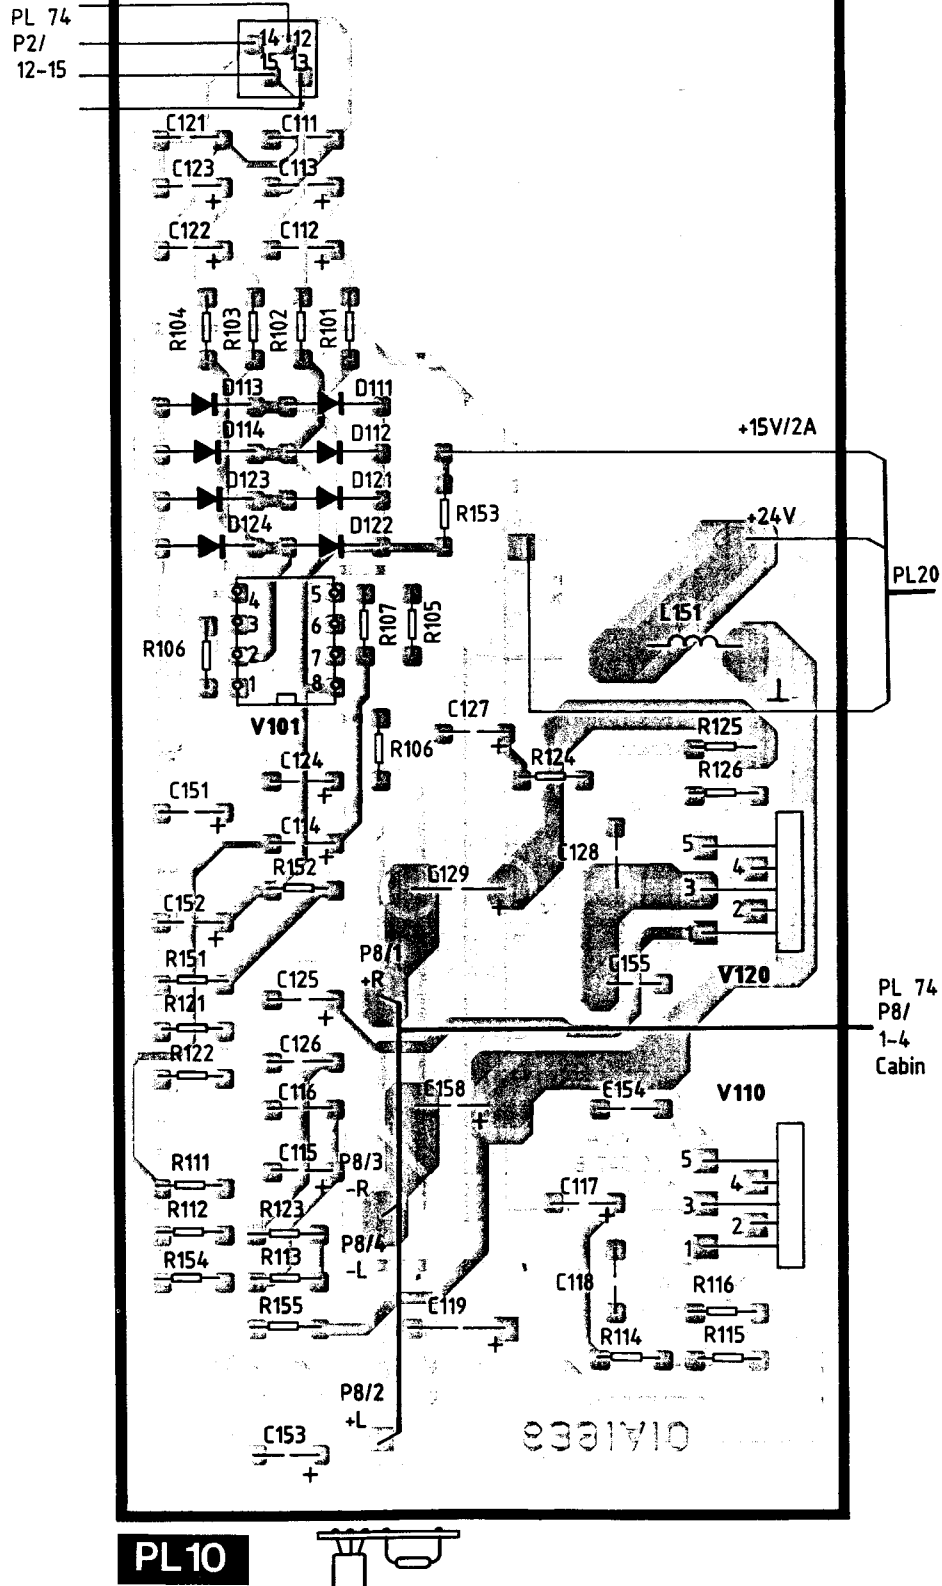 PL 74
P2/
12-15
14 12
15 13
C121 C111
C123 C113
+ +
C122 C112
+ +
R104 R103 R102 R101
D113 D111
D114 D112
+15V/2A
D123 D121
R153
+24V
D124 D122
PL20
4 5
3 6
2 7
1 8
R106
R107
R105
L151
V101
C127
+
R125
R106
R124
R126
C124
+
C151
+
C114
+
C128
5
4
3
2
R152
C129
+
C152
+
P8/1
+R
R151
C155
V120
C125
+
PL 74
P8/
1-4
Cabin
R121
R122
C126
C116
C158
+
C154
V110
C115
+
P8/3
-R
5
4
3
2
1
R111
C117
+
R112
R123
P8/4
-L
R154
R113
C118
R116
R155
C119
+
R114
R115
P8/2
+L
C153
+
PL10